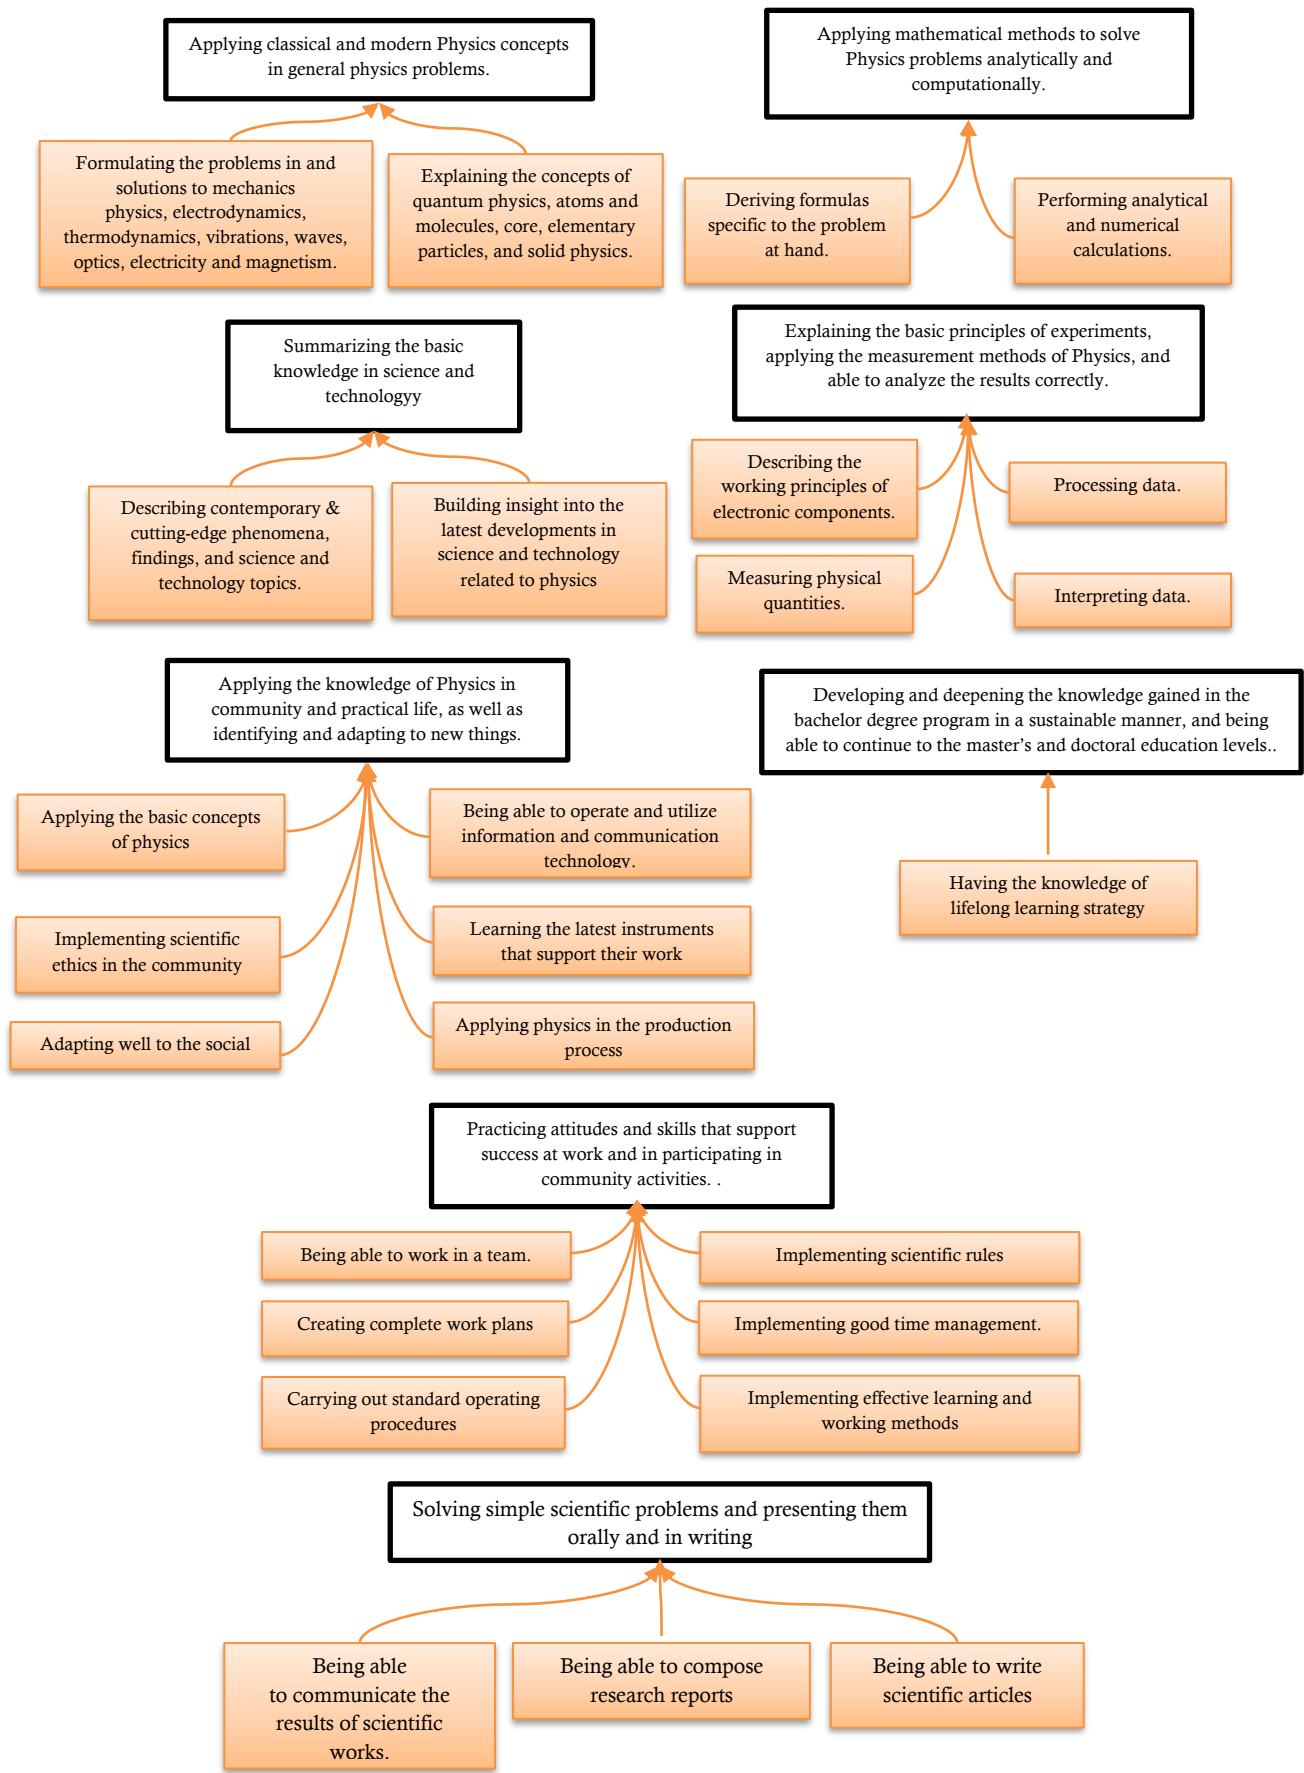 Applying classical and modern Physics concepts
in general physics problems.
Applying mathematical methods to solve
Physics problems analytically and
computationally.
Formulating the problems in and
solutions to mechanics
physics, electrodynamics,
thermodynamics, vibrations, waves,
optics, electricity and magnetism.
Explaining the concepts of
quantum physics, atoms and
molecules, core, elementary
particles, and solid physics.
Deriving formulas
specific to the problem
at hand.
Performing analytical
and numerical
calculations.
Summarizing the basic
knowledge in science and
technologyy
Explaining the basic principles of experiments,
applying the measurement methods of Physics, and
able to analyze the results correctly.
Describing contemporary &
cutting-edge phenomena,
findings, and science and
technology topics.
Building insight into the
latest developments in
science and technology
related to physics
Describing the
working principles of
electronic components.
Processing data.
Measuring physical
quantities.
Interpreting data.
Applying the knowledge of Physics in
community and practical life, as well as
identifying and adapting to new things.
Developing and deepening the knowledge gained in the
bachelor degree program in a sustainable manner, and being
able to continue to the master's and doctoral education levels..
Applying the basic concepts
of physics
Being able to operate and utilize
information and communication
technology.
Having the knowledge of
lifelong learning strategy
Implementing scientific
ethics in the community
Learning the latest instruments
that support their work
Adapting well to the social
Applying physics in the production
process
Practicing attitudes and skills that support
success at work and in participating in
community activities. .
Being able to work in a team.
Implementing scientific rules
Creating complete work plans
Implementing good time management.
Carrying out standard operating
procedures
Implementing effective learning and
working methods
Solving simple scientific problems and presenting them
orally and in writing
Being able
to communicate the
results of scientific
works.
Being able to compose
research reports
Being able to write
scientific articles